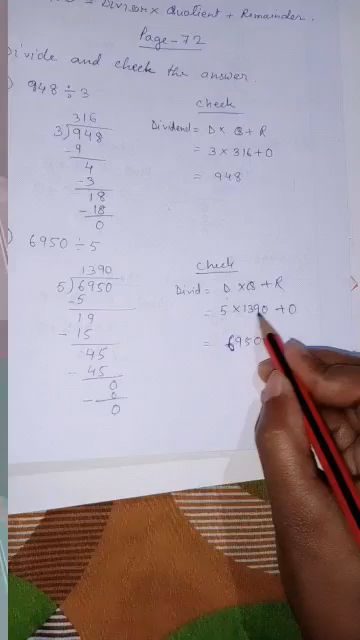 = Divisor × Quotient + Remainder.
Page-72
Divide and check the answer.
) 948 ÷ 3
316
3)948
-9
4
-3
18
-18
0
Check
Dividend = D × Q + R
= 3 × 316 + 0
= 948
) 6950 ÷ 5
1390
5)6950
-5
19
-15
45
-45
0
-0
0
Check
Divid = D × Q + R
= 5 × 1390 + 0
= 6950